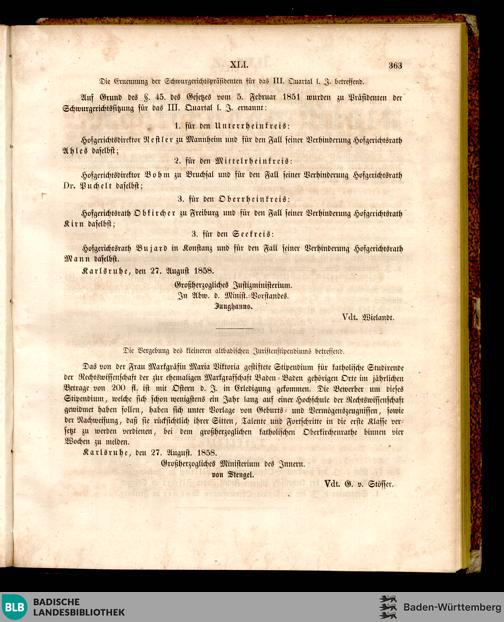 XLI. 363
Die Ernennung der Schwurgerichtspräsidenten für das III. Quartal l. J. betreffend.
Auf Grund des §. 45. des Gesetzes vom 5. Februar 1851 wurden zu Präsidenten der
Schwurgerichtssitzung für das III. Quartal l. J. ernannt:
1. für den Unterrheinkreis:
Hofgerichtsdirektor Nestler zu Mannheim und für den Fall seiner Verhinderung Hofgerichtsrath
Ahles daselbst;
2. für den Mittelrheinkreis:
Hofgerichtsdirektor Bohm zu Bruchsal und für den Fall seiner Verhinderung Hofgerichtsrath
Dr. Puchelt daselbst;
3. für den Oberrheinkreis:
Hofgerichtsrath Obkircher zu Freiburg und für den Fall seiner Verhinderung Hofgerichtsrath
Kirn daselbst;
3. für den Seekreis:
Hofgerichtsrath Bujard in Konstanz und für den Fall seiner Verhinderung Hofgerichtsrath
Mann daselbst.
Karlsruhe, den 27. August 1858.
Großherzogliches Justizministerium.
In Abw. d. Minist.-Vorstandes.
Junghanns.
Vdt. Wielandt.
Die Vergebung des kleineren altbadischen Juristenstipendiums betreffend.
Das von der Frau Markgräfin Maria Viktoria gestiftete Stipendium für katholische Studirende
der Rechtswissenschaft der zur ehemaligen Markgrafschaft Baden-Baden gehörigen Orte im jährlichen
Betrage von 200 fl. ist mit Ostern d. J. in Erledigung gekommen. Die Bewerber um dieses
Stipendium, welche sich schon wenigstens ein Jahr lang auf einer Hochschule der Rechtswissenschaft
gewidmet haben sollen, haben sich unter Vorlage von Geburts- und Vermögenszeugnissen, sowie
der Nachweisung, daß sie rücksichtlich ihrer Sitten, Talente und Fortschritte in die erste Klasse ver-
setzt zu werden verdienen, bei dem großherzoglichen katholischen Oberkirchenrathe binnen vier
Wochen zu melden.
Karlsruhe, den 27. August. 1858.
Großherzogliches Ministerium des Innern.
von Stengel.
Vdt. G. v. Stösser.
BLB BADISCHE
LANDESBIBLIOTHEK
Baden-Württemberg